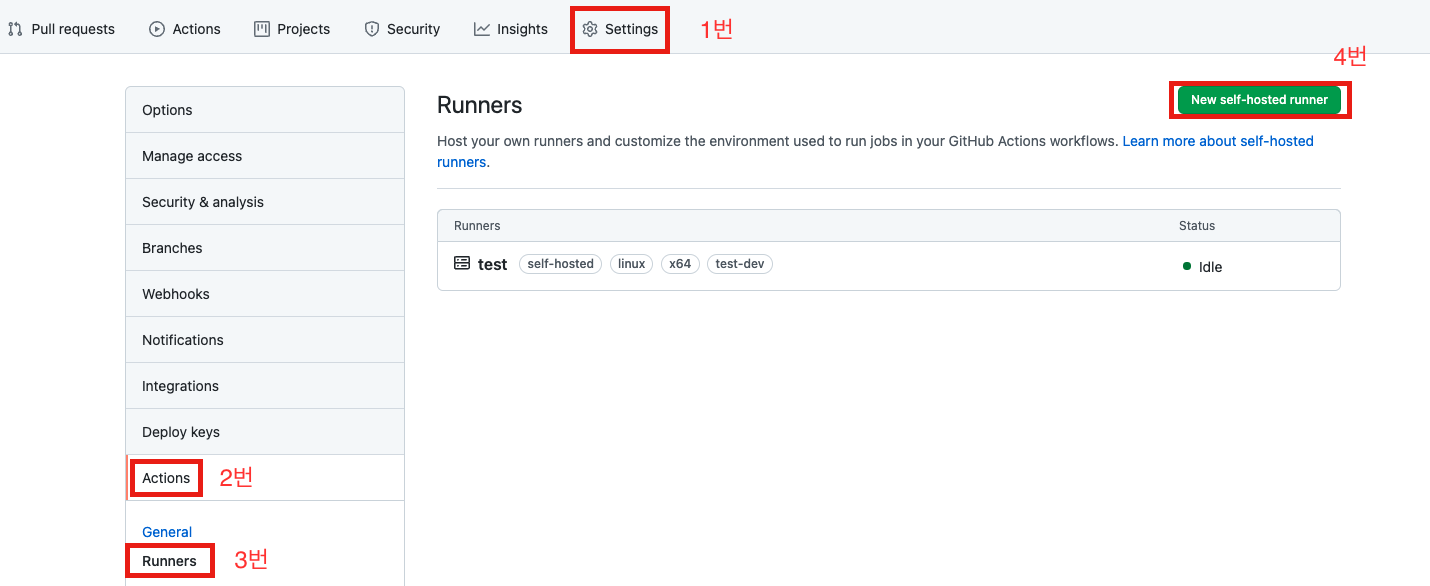 Pull requests Actions Projects Security Insights Settings 1번
4번
Options
Manage access
Security & analysis
Branches
Webhooks
Notifications
Integrations
Deploy keys
Actions 2번
General
Runners 3번
Runners
New self-hosted runner
Host your own runners and customize the environment used to run jobs in your GitHub Actions workflows. Learn more about self-hosted
runners.
Runners Status
test self-hosted linux x64 test-dev Idle